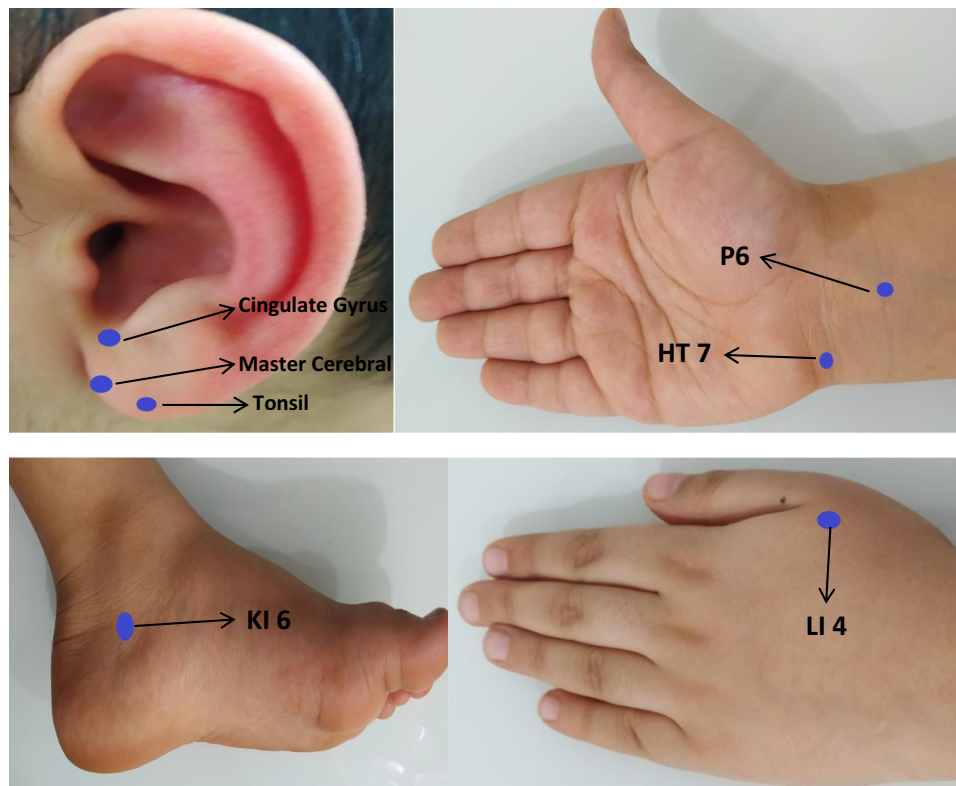 Cingulate Gyrus
Master Cerebral
Tonsil
P6
HT 7
KI 6
LI 4